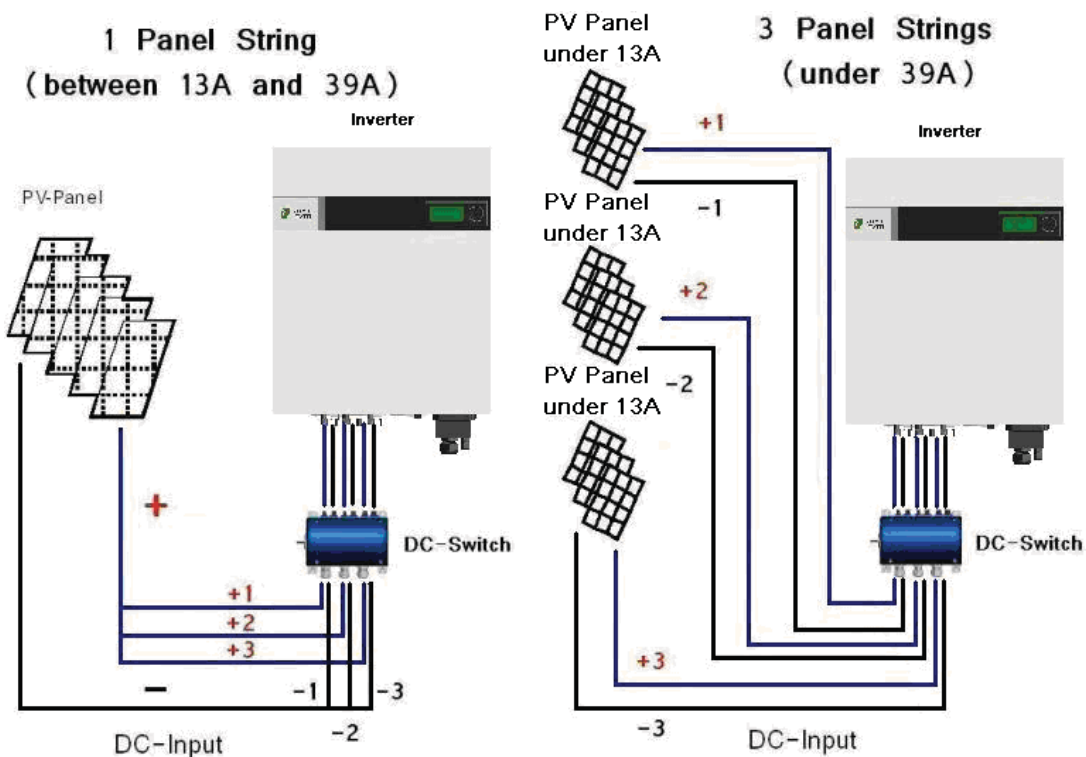 1 Panel String
(between 13A and 39A)
Inverter
PV-Panel
+
+1
+2
+3
−
-1
-2
-3
DC-Switch
DC-Input
3 Panel Strings
(under 39A)
PV Panel
under 13A
+1
-1
Inverter
PV Panel
under 13A
+2
-2
PV Panel
under 13A
+3
-3
DC-Switch
DC-Input